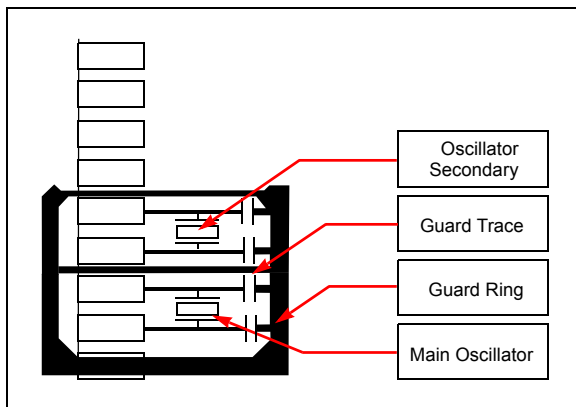 Oscillator
Secondary
Guard Trace
Guard Ring
Main Oscillator